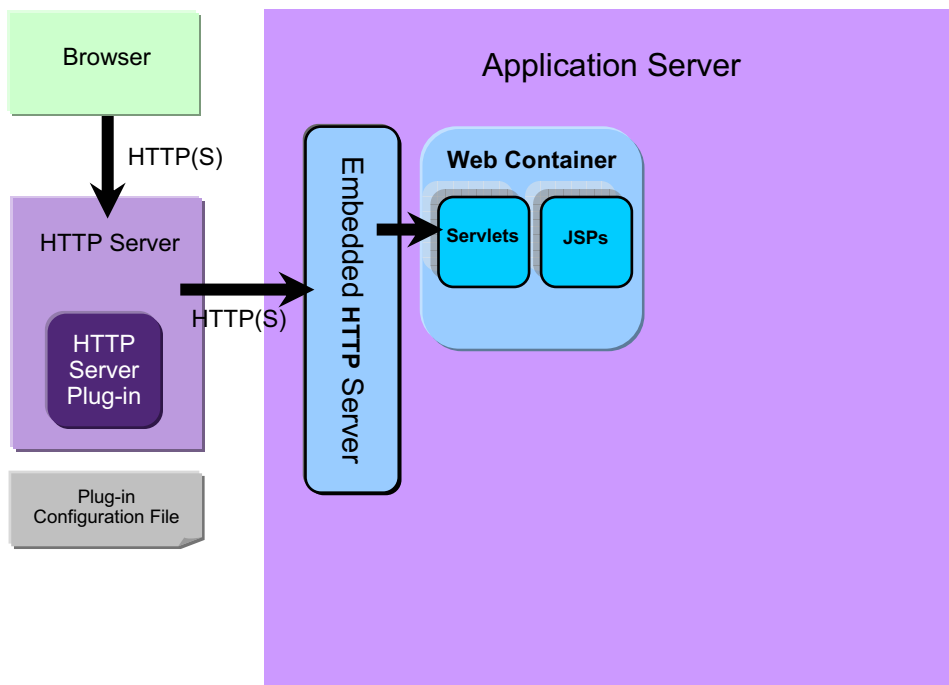 Browser
Application Server
HTTP(S)
HTTP Server
HTTP
Server
Plug-in
HTTP(S)
Plug-in
Configuration File
Embedded HTTP Server
Web Container
Servlets
JSPs